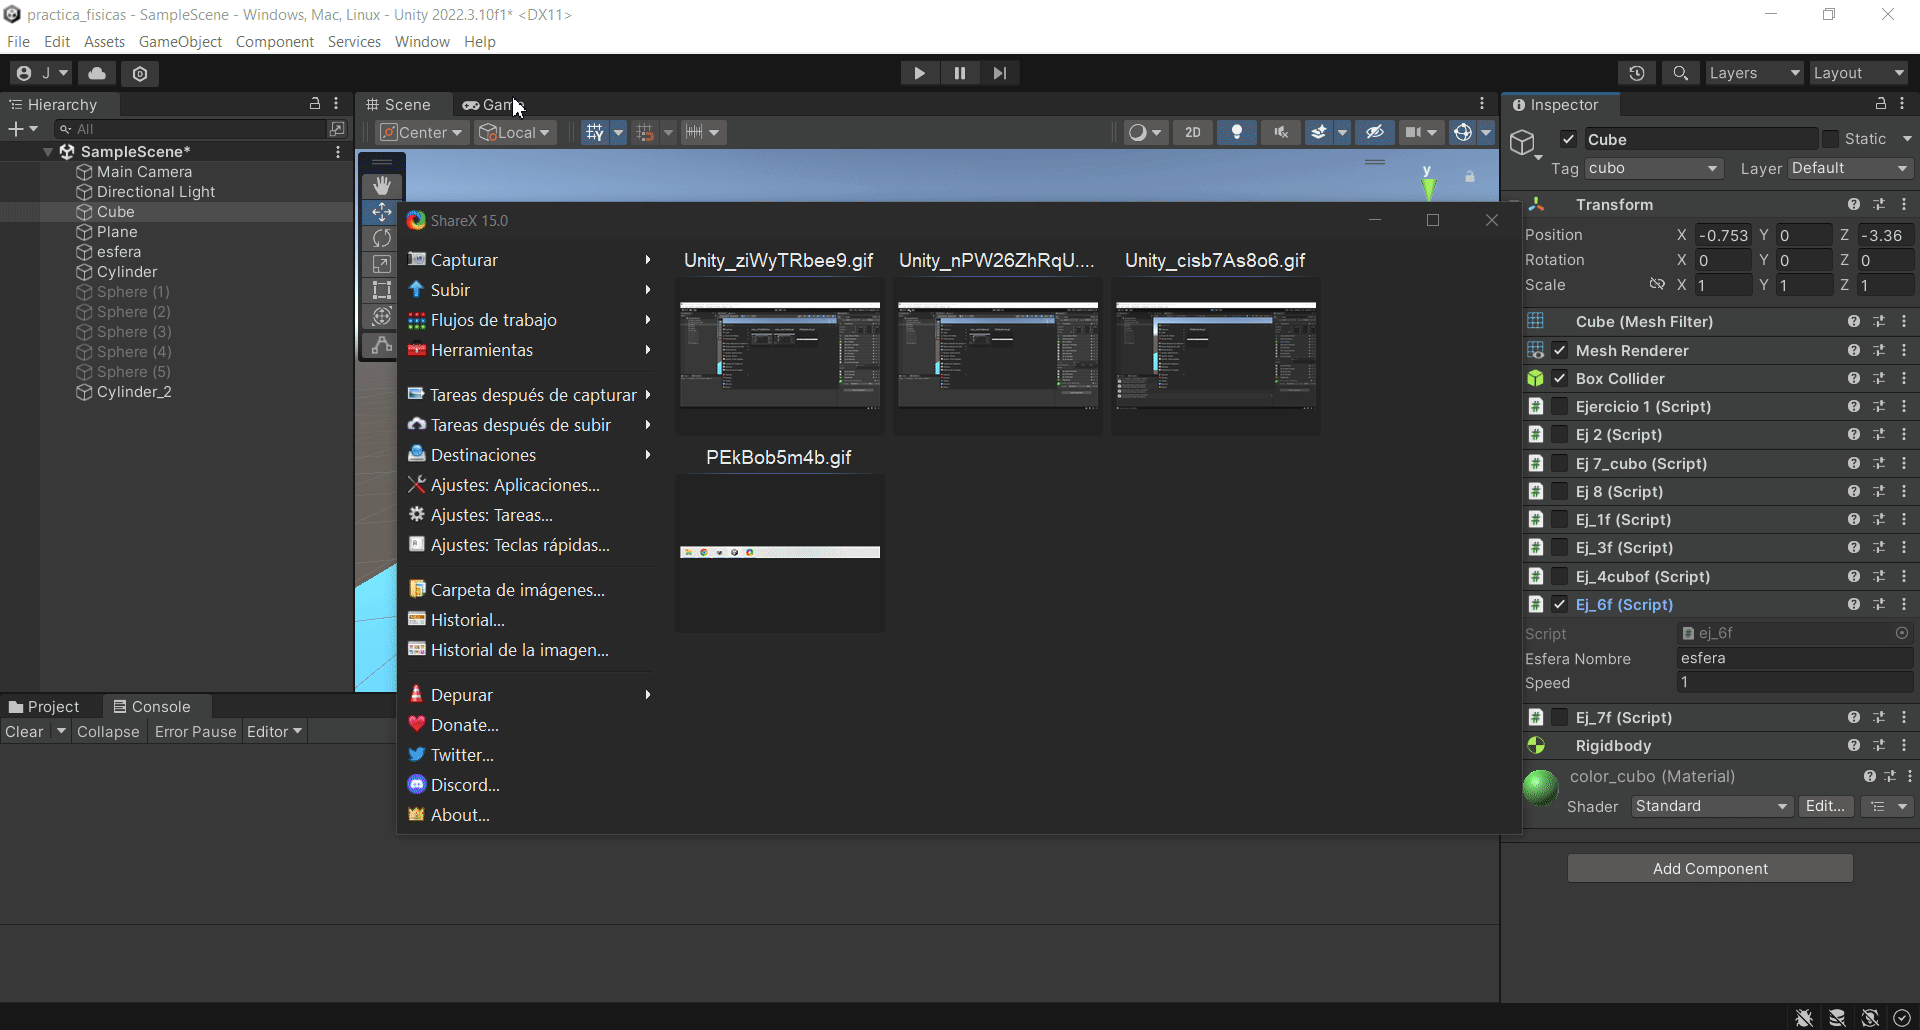 practica_fisicas - SampleScene - Windows, Mac, Linux - Unity 2022.3.10f1* <DX11>
File Edit Assets GameObject Component Services Window Help
J
Layers
Layout
Hierarchy
All
SampleScene*
Main Camera
Directional Light
Cube
Plane
esfera
Cylinder
Sphere (1)
Sphere (2)
Sphere (3)
Sphere (4)
Sphere (5)
Cylinder_2
Scene
Game
Center
Local
2D
y
ShareX 15.0
Capturar
Subir
Flujos de trabajo
Herramientas
Tareas después de capturar
Tareas después de subir
Destinaciones
Ajustes: Aplicaciones...
Ajustes: Tareas...
Ajustes: Teclas rápidas...
Carpeta de imágenes...
Historial...
Historial de la imagen...
Depurar
Donate...
Twitter...
Discord...
About...
Unity_ziWyTRbee9.gif
Unity_nPW26ZhRqU....
Unity_cisb7As8o6.gif
PEkBob5m4b.gif
Project
Console
Clear Collapse Error Pause Editor
Inspector
Cube
Static
Tag cubo Layer Default
Transform
Position X -0.753 Y 0 Z -3.36
Rotation X 0 Y 0 Z 0
Scale X 1 Y 1 Z 1
Cube (Mesh Filter)
Mesh Renderer
Box Collider
Ejercicio 1 (Script)
Ej 2 (Script)
Ej 7_cubo (Script)
Ej 8 (Script)
Ej_1f (Script)
Ej_3f (Script)
Ej_4cubof (Script)
Ej_6f (Script)
Script ej_6f
Esfera Nombre esfera
Speed 1
Ej_7f (Script)
Rigidbody
color_cubo (Material)
Shader Standard Edit...
Add Component